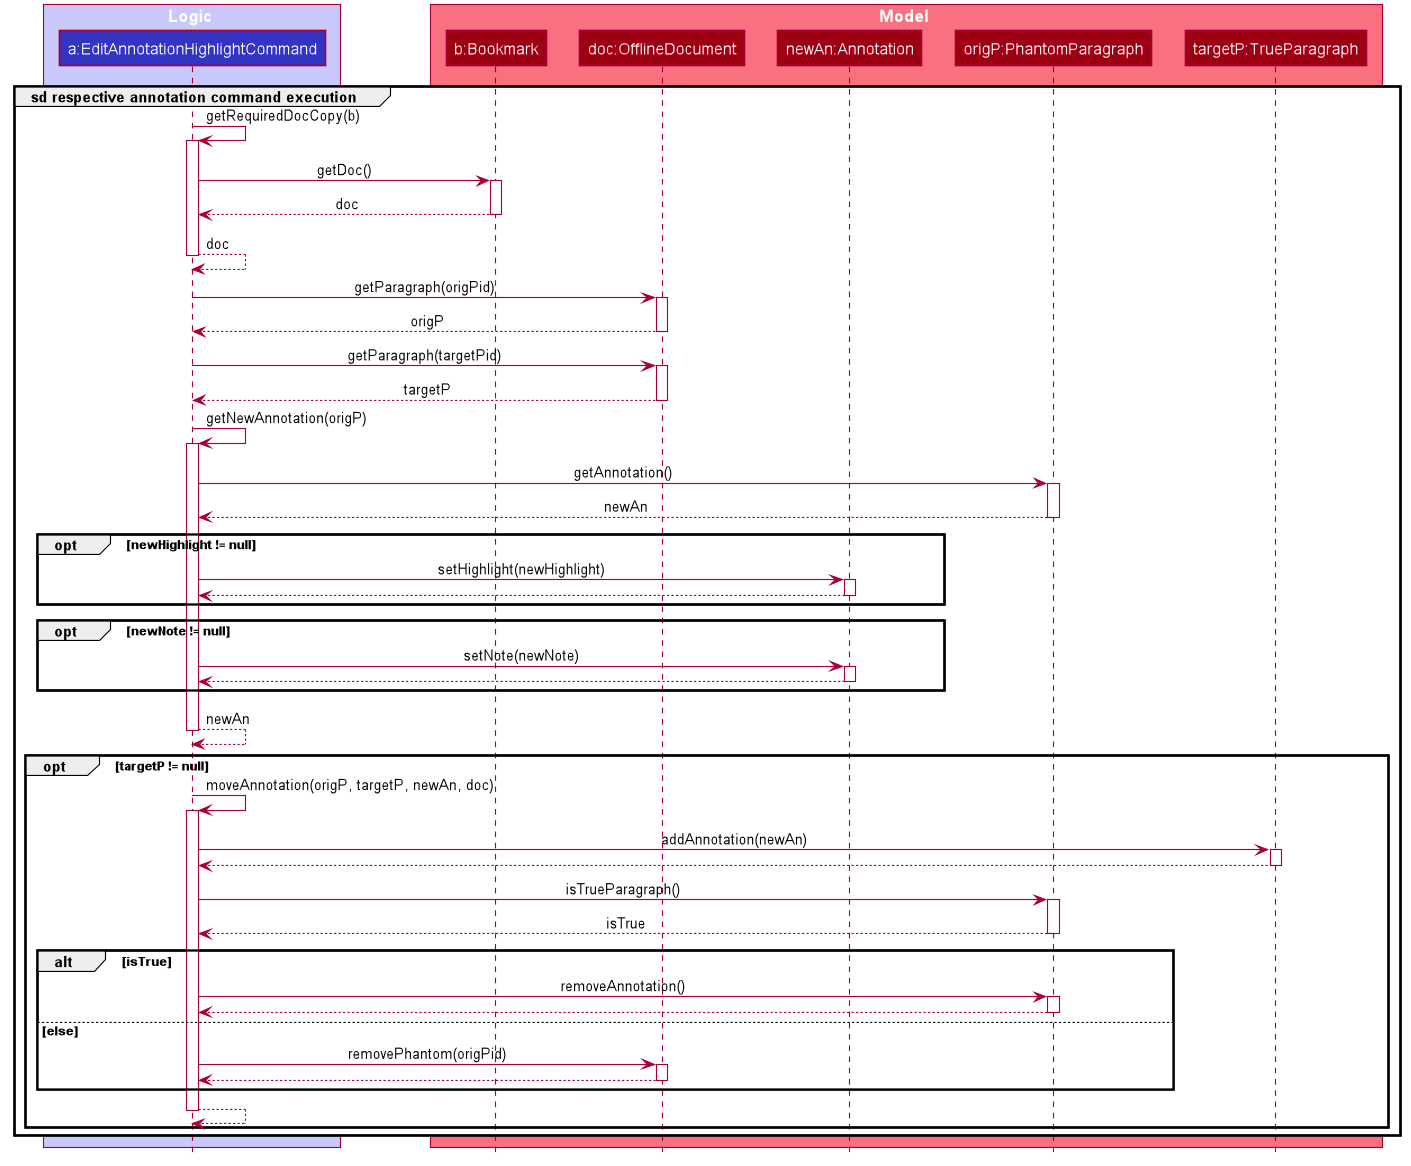 Logic
Model
a:EditAnnotationHighlightCommand
b:Bookmark
doc:OfflineDocument
newAn:Annotation
origP:PhantomParagraph
targetP:TrueParagraph
sd respective annotation command execution
getRequiredDocCopy(b)
getDoc()
doc
doc
getParagraph(origPid)
origP
getParagraph(targetPid)
targetP
getNewAnnotation(origP)
getAnnotation()
newAn
opt [newHighlight != null]
setHighlight(newHighlight)
opt [newNote != null]
setNote(newNote)
newAn
opt [targetP != null]
moveAnnotation(origP, targetP, newAn, doc)
addAnnotation(newAn)
isTrueParagraph()
isTrue
alt [isTrue]
removeAnnotation()
[else]
removePhantom(origPid)